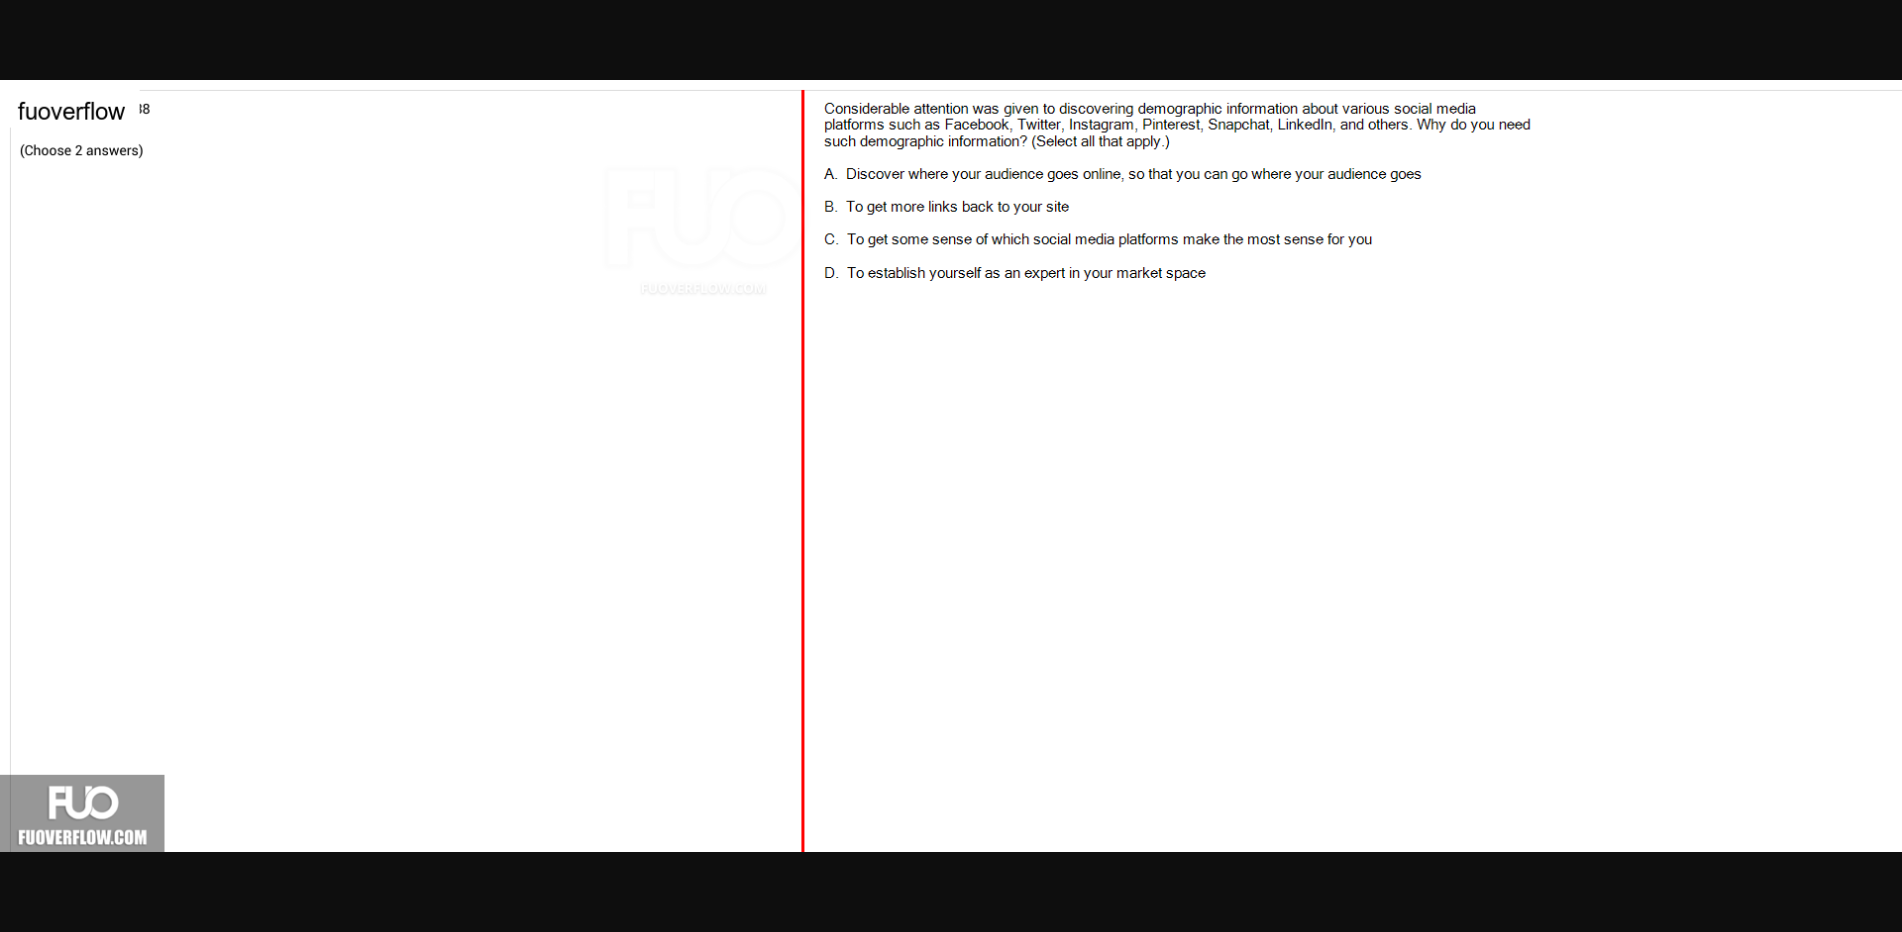 fuoverflow
(Choose 2 answers)
Considerable attention was given to discovering demographic information about various social media
platforms such as Facebook, Twitter, Instagram, Pinterest, Snapchat, LinkedIn, and others. Why do you need
such demographic information? (Select all that apply.)
A. Discover where your audience goes online, so that you can go where your audience goes
B. To get more links back to your site
C. To get some sense of which social media platforms make the most sense for you
D. To establish yourself as an expert in your market space
FUO
FUOVERFLOW.COM
FUO
FUOVERFLOW.COM